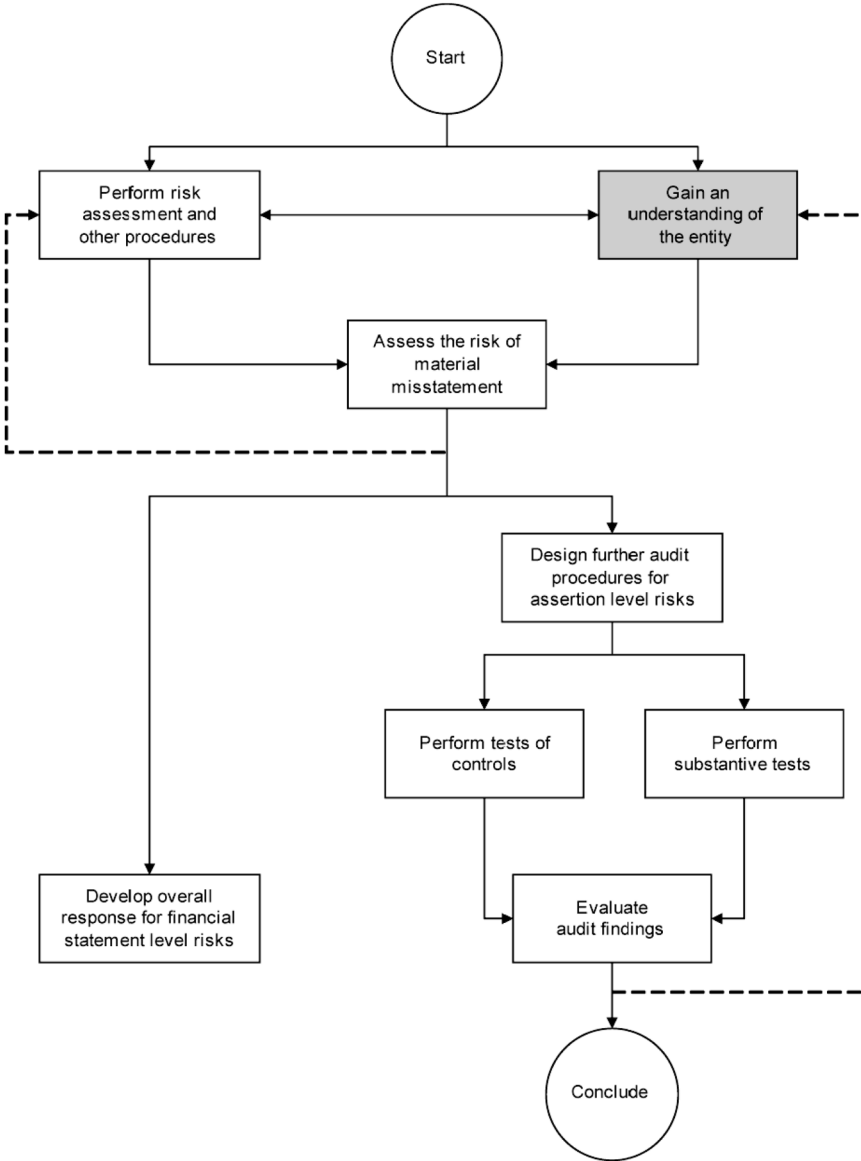 Start
Perform risk
assessment and
other procedures
Gain an
understanding of
the entity
Assess the risk of
material
misstatement
Design further audit
procedures for
assertion level risks
Perform tests of
controls
Perform
substantive tests
Develop overall
response for financial
statement level risks
Evaluate
audit findings
Conclude